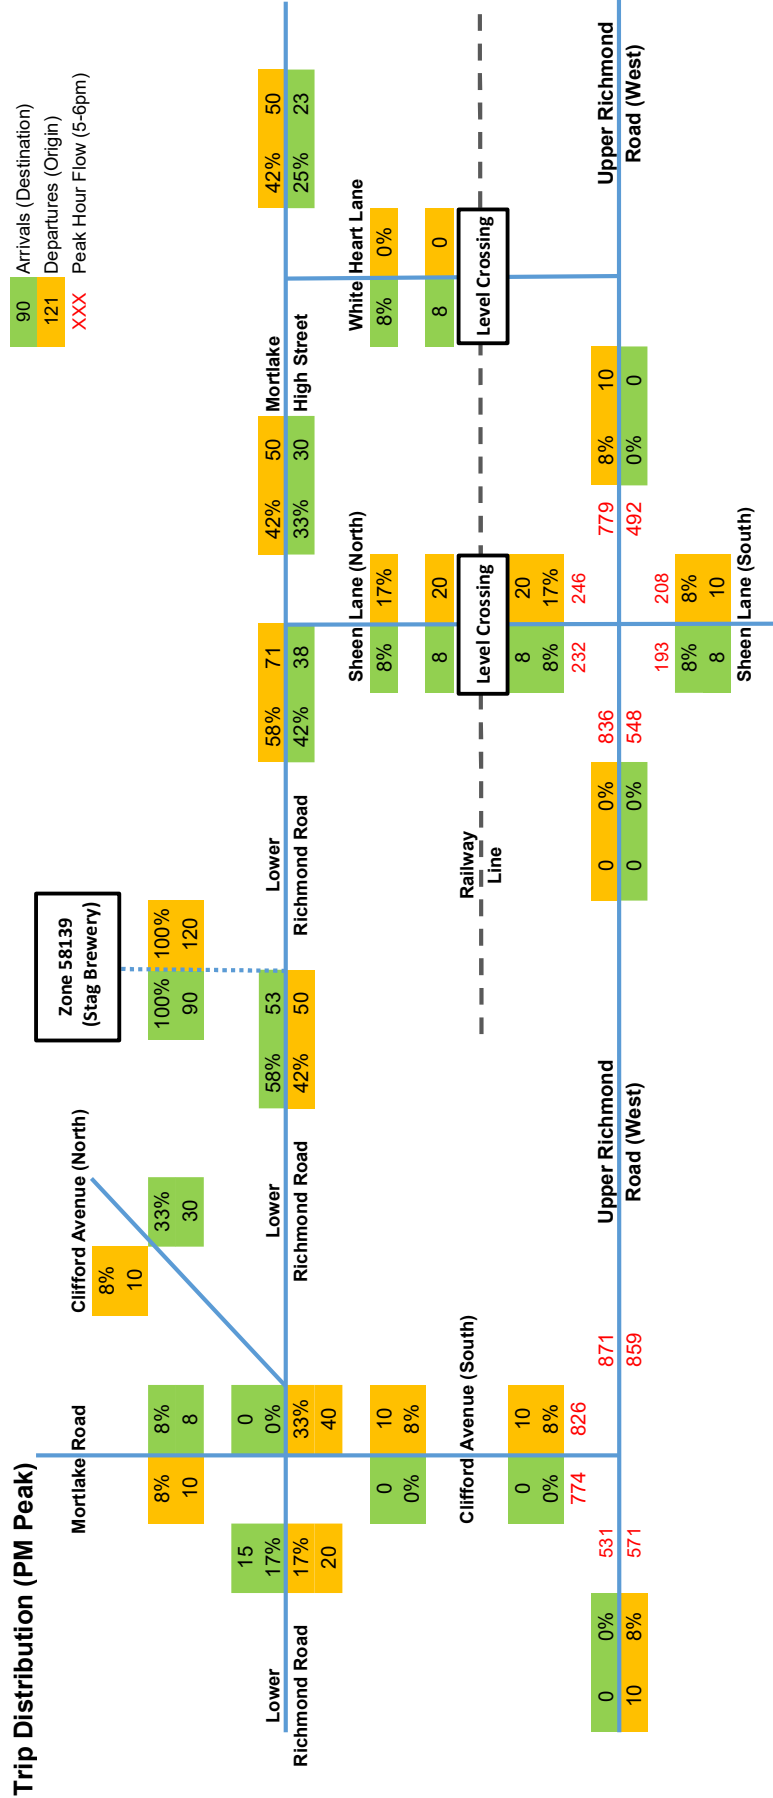 Trip Distribution (PM Peak)
90 Arrivals (Destination)
121 Departures (Origin)
XXX Peak Hour Flow (5-6pm)
Mortlake Road
8%
10
8%
8
Clifford Avenue (North)
8%
10
33%
30
Zone 58139
(Stag Brewery)
100%
90
100%
120
Lower
Richmond Road
15
17%
17%
20
0
0%
33%
40
Lower
Richmond Road
58% 53
42% 50
Lower
Richmond Road
58% 71
42% 38
42% 50
33% 30
Mortlake
High Street
42% 50
25% 23
0
0%
10
8%
Clifford Avenue (South)
0
0%
10
8%
774
826
Sheen Lane (North)
8%
17%
8
20
Level Crossing
8
8%
20
17%
232
246
White Heart Lane
8%
0%
8
0
Level Crossing
Railway
Line
0 0%
10 8%
531
571
871
859
Upper Richmond
Road (West)
0 0%
0 0%
836
548
779
492
8% 10
0% 0
Upper Richmond
Road (West)
193
208
8%
8
8%
10
Sheen Lane (South)